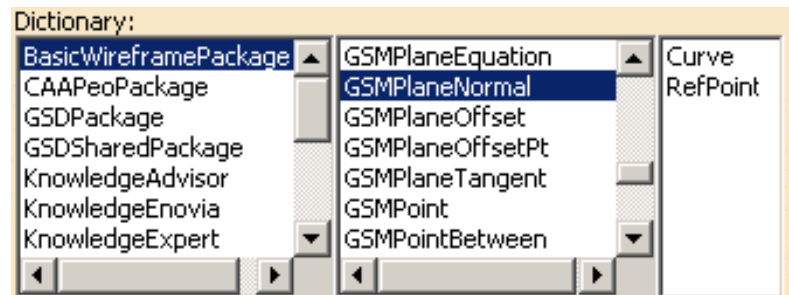 Dictionary:
BasicWireframePackage
CAAPeoPackage
GSDPackage
GSDSharedPackage
KnowledgeAdvisor
KnowledgeEnovia
KnowledgeExpert
GSMPlaneEquation
GSMPlaneNormal
GSMPlaneOffset
GSMPlaneOffsetPt
GSMPlaneTangent
GSMPoint
GSMPointBetween
Curve
RefPoint